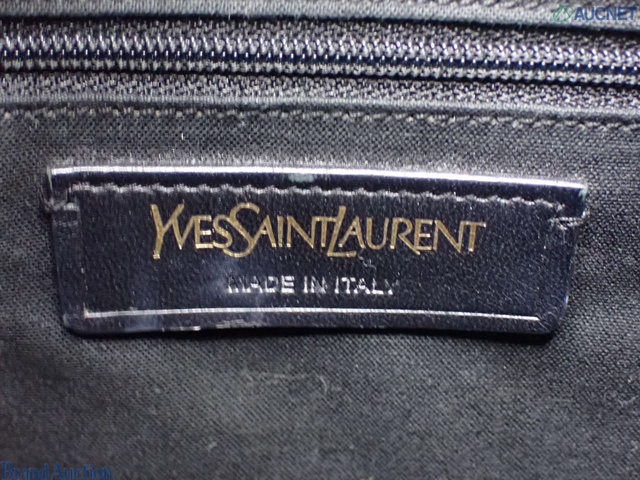 AUCNET
YVESSAINTLAURENT
MADE IN ITALY
Brand Auction